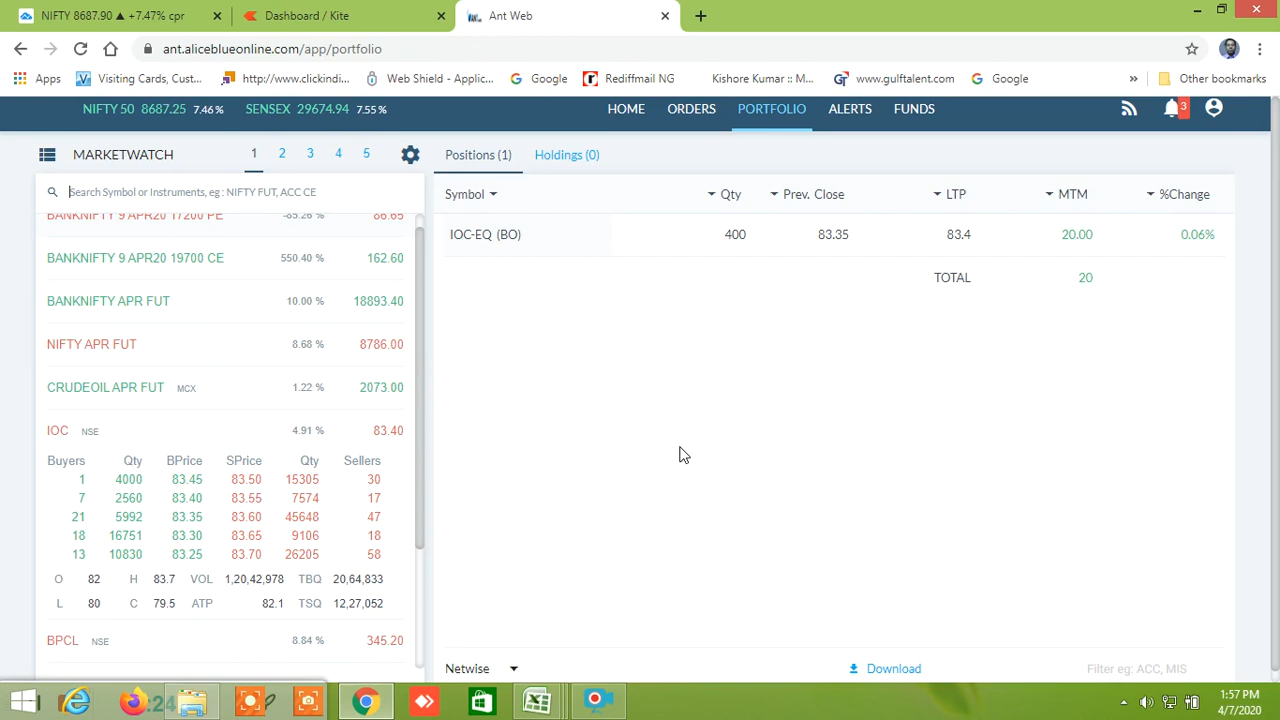 NIFTY 8687.90 ▲ +7.47% cpr
Dashboard / Kite
Ant Web
ant.aliceblueonline.com/app/portfolio
Apps
Visiting Cards, Cust...
http://www.clickindi...
Web Shield - Applic...
Google
Rediffmail NG
Kishore Kumar :: M...
www.gulftalent.com
Google
»
Other bookmarks
NIFTY 50 8687.25 7.46% SENSEX 29674.94 7.55%
HOME ORDERS PORTFOLIO ALERTS FUNDS
3
MARKETWATCH 1 2 3 4 5
Search Symbol or Instruments, eg : NIFTY FUT, ACC CE
BANKNIFTY 9 APR20 17200 PE -85.26 % 86.65
BANKNIFTY 9 APR20 19700 CE 550.40 % 162.60
BANKNIFTY APR FUT 10.00 % 18893.40
NIFTY APR FUT 8.68 % 8786.00
CRUDEOIL APR FUT MCX 1.22 % 2073.00
IOC NSE 4.91 % 83.40
Buyers Qty BPrice SPrice Qty Sellers
1 4000 83.45 83.50 15305 30
7 2560 83.40 83.55 7574 17
21 5992 83.35 83.60 45648 47
18 16751 83.30 83.65 9106 18
13 10830 83.25 83.70 26205 58
O 82 H 83.7 VOL 1,20,42,978 TBQ 20,64,833
L 80 C 79.5 ATP 82.1 TSQ 12,27,052
BPCL NSE 8.84 % 345.20
Positions (1) Holdings (0)
Symbol Qty Prev. Close LTP MTM %Change
IOC-EQ (BO) 400 83.35 83.4 20.00 0.06%
TOTAL 20
Netwise Download Filter eg: ACC, MIS
:24
1:57 PM
4/7/2020